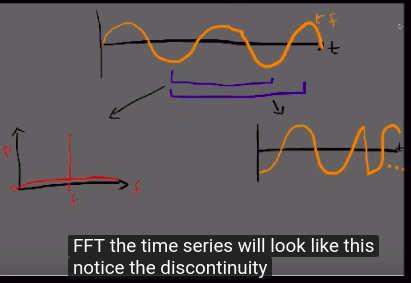 t f
t
P
f
f
t
FFT the time series will look like this
notice the discontinuity